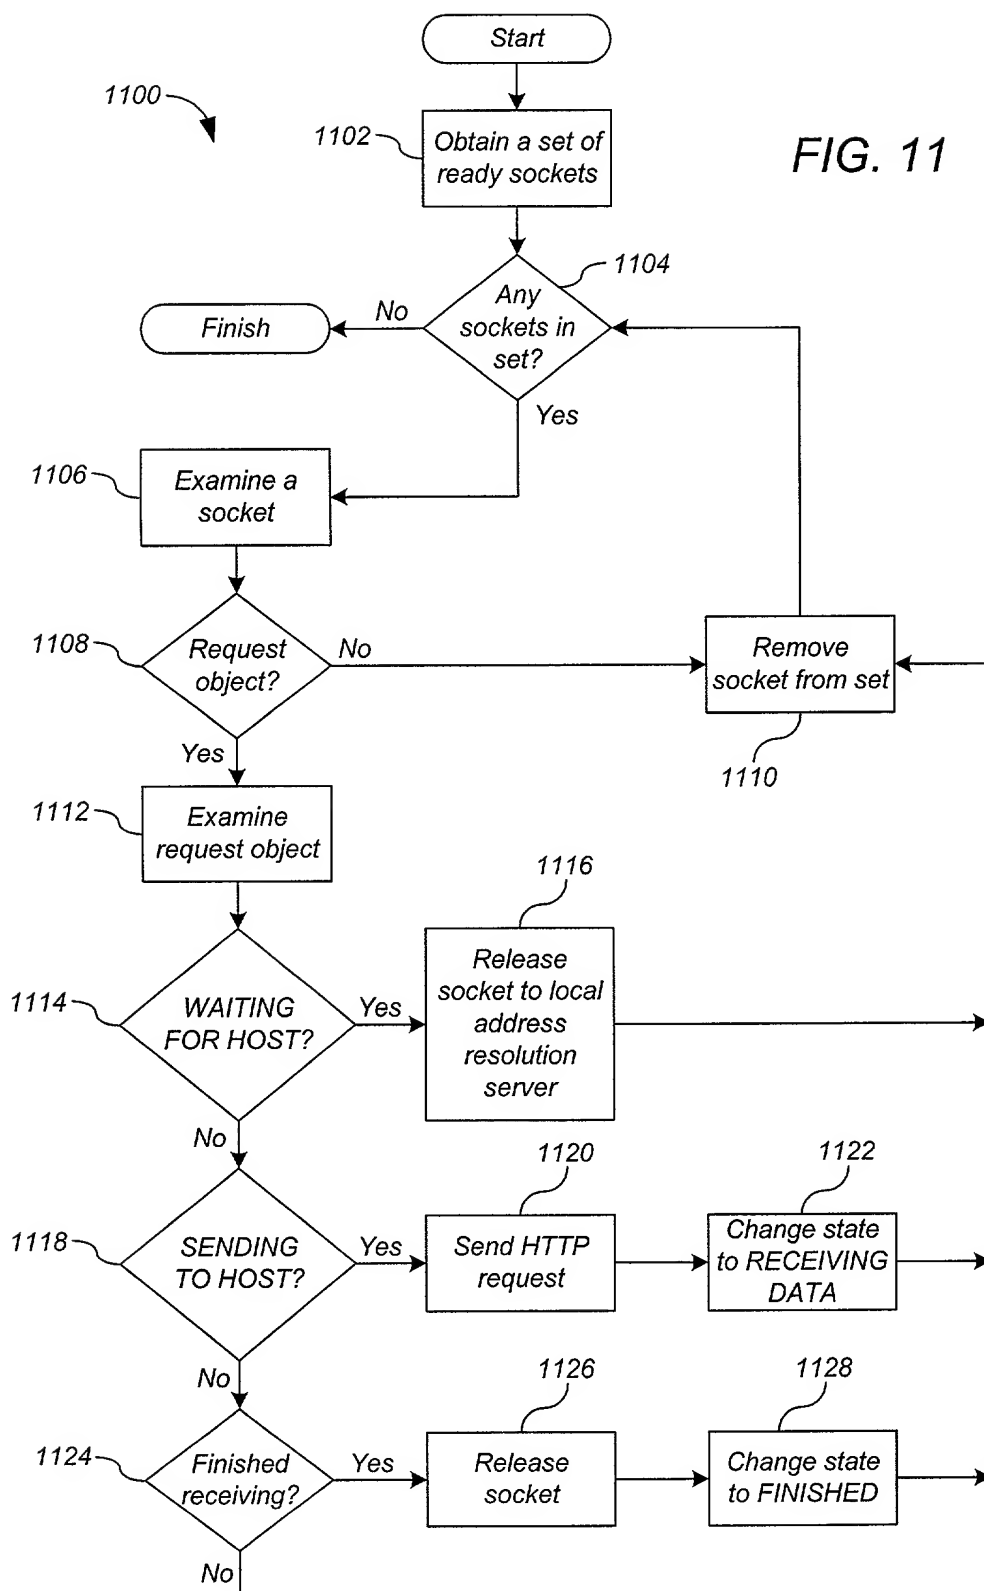 Start
1100
1102
Obtain a set of
ready sockets
FIG. 11
1104
Any
sockets in
set?
No
Finish
Yes
1106
Examine a
socket
1108
Request
object?
No
Remove
socket from set
1110
Yes
1112
Examine
request object
1116
1114
WAITING
FOR HOST?
Yes
Release
socket to local
address
resolution
server
No
1120
1122
1118
SENDING
TO HOST?
Yes
Send HTTP
request
Change state
to RECEIVING
DATA
No
1126
1128
1124
Finished
receiving?
Yes
Release
socket
Change state
to FINISHED
No